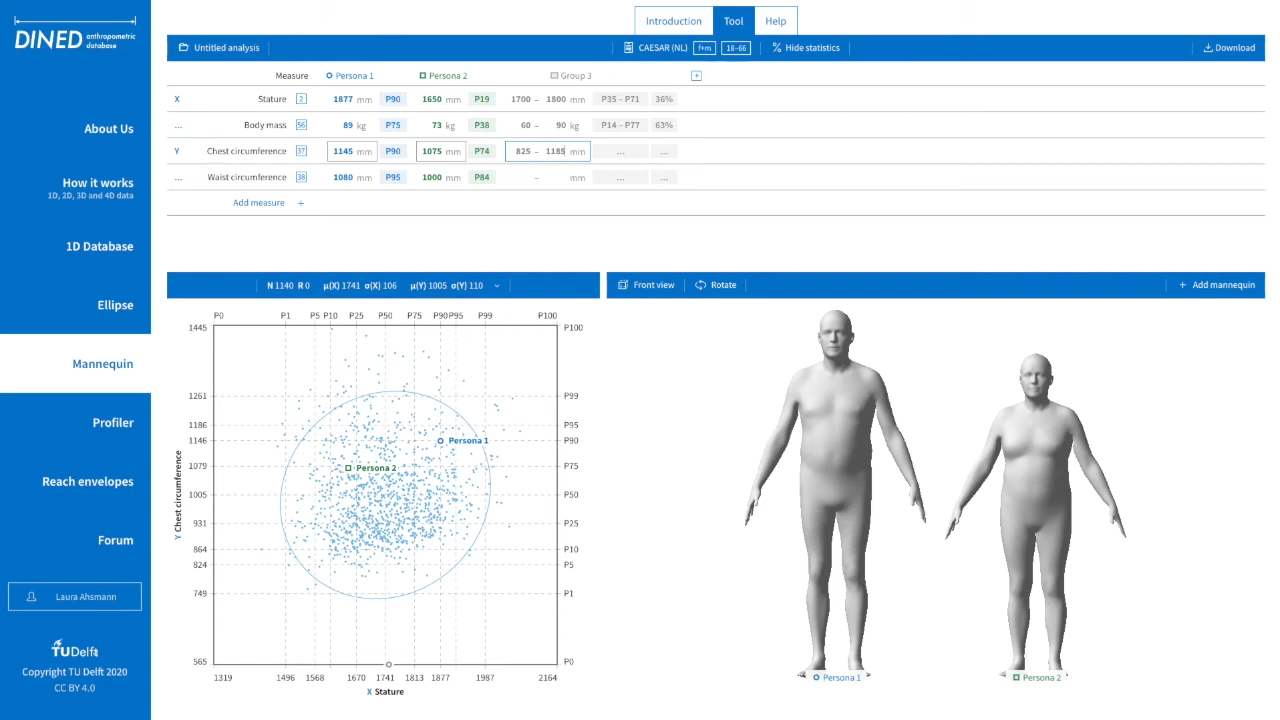 DINED anthropometric database
About Us
How it works
1D, 2D, 3D and 4D data
1D Database
Ellipse
Mannequin
Profiler
Reach envelopes
Forum
Laura Ahsmann
TUDelft
Copyright TU Delft 2020
CC BY 4.0
Introduction Tool Help
Untitled analysis CAESAR (NL) f+m 18-66 Hide statistics Download
Measure Persona 1 Persona 2 Group 3 +
X Stature 2 1877 mm P90 1650 mm P19 1700 – 1800 mm P35 – P71 36%
... Body mass 56 89 kg P75 73 kg P38 60 – 90 kg P14 – P77 63%
Y Chest circumference 37 1145 mm P90 1075 mm P74 825 – 1185 mm ... ...
... Waist circumference 38 1080 mm P95 1000 mm P84 – mm ... ...
Add measure +
N 1140 R 0 μ(X) 1741 σ(X) 106 μ(Y) 1005 σ(Y) 110
P0 P1 P5 P10 P25 P50 P75 P90 P95 P99 P100
1445 P100
1261 P99
1186 P95
1146 P90
1079 P75
1005 P50
931 P25
864 P10
824 P5
749 P1
565 P0
Y Chest circumference
Persona 1
Persona 2
1319 1496 1568 1670 1741 1813 1877 1987 2164
X Stature
Front view Rotate + Add mannequin
Persona 1 Persona 2